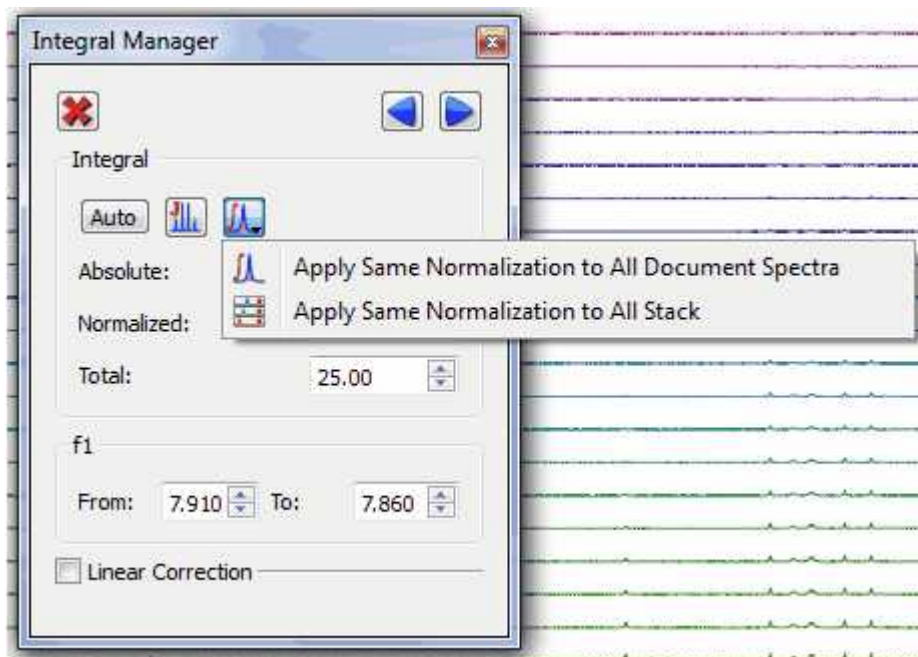 Integral Manager
Integral
Auto
Absolute:
Apply Same Normalization to All Document Spectra
Normalized:
Apply Same Normalization to All Stack
Total: 25.00
f1
From: 7.910 To: 7.860
Linear Correction